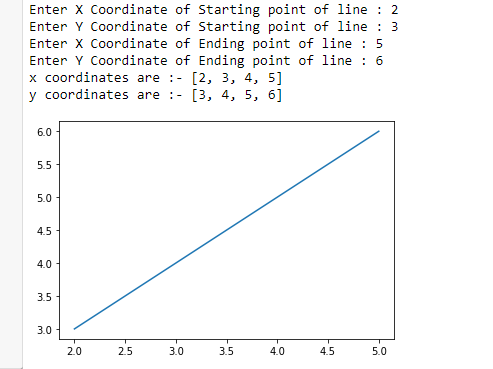 Enter X Coordinate of Starting point of line : 2
Enter Y Coordinate of Starting point of line : 3
Enter X Coordinate of Ending point of line : 5
Enter Y Coordinate of Ending point of line : 6
x coordinates are :- [2, 3, 4, 5]
y coordinates are :- [3, 4, 5, 6]
6.0
5.5
5.0
4.5
4.0
3.5
3.0
2.0 2.5 3.0 3.5 4.0 4.5 5.0